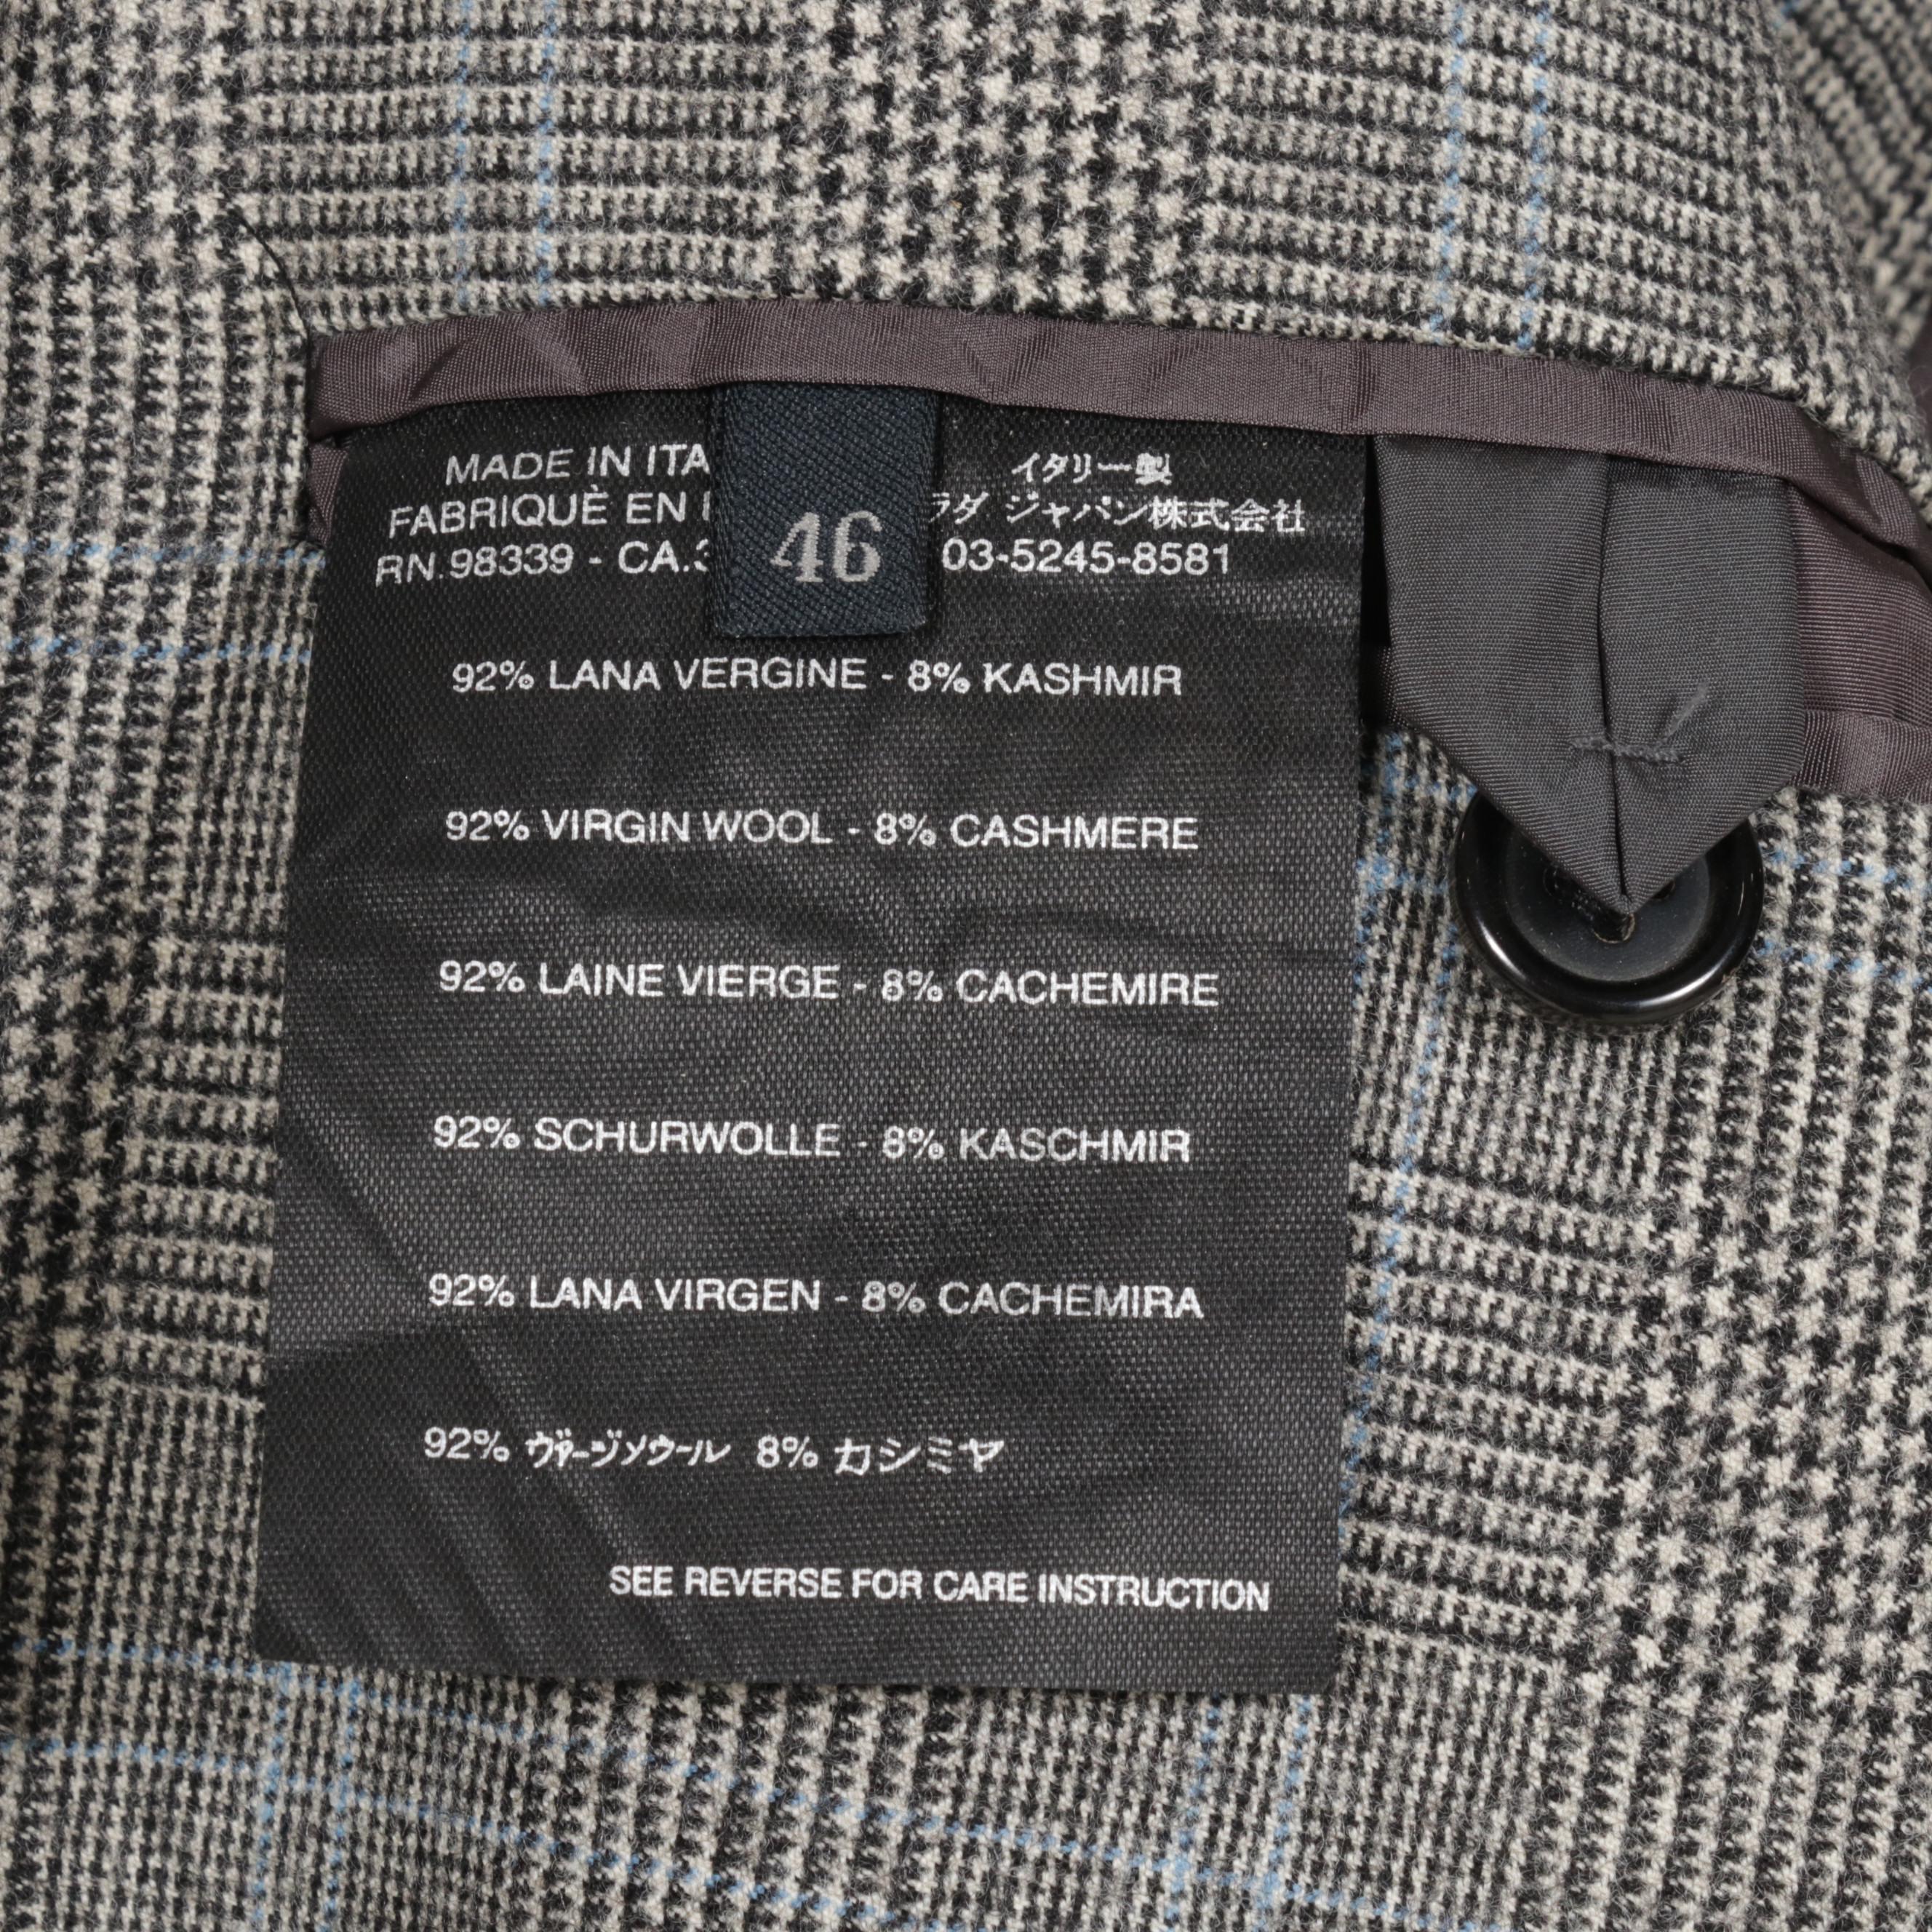 MADE IN ITA
FABRIQUÈ EN
RN.98339 - CA.3
イタリー製
ラダ ジャパン株式会社
03-5245-8581
46
92% LANA VERGINE - 8% KASHMIR
92% VIRGIN WOOL - 8% CASHMERE
92% LAINE VIERGE - 8% CACHEMIRE
92% SCHURWOLLE - 8% KASCHMIR
92% LANA VIRGEN - 8% CACHEMIRA
92% ヴァージンウール 8% カシミヤ
SEE REVERSE FOR CARE INSTRUCTION